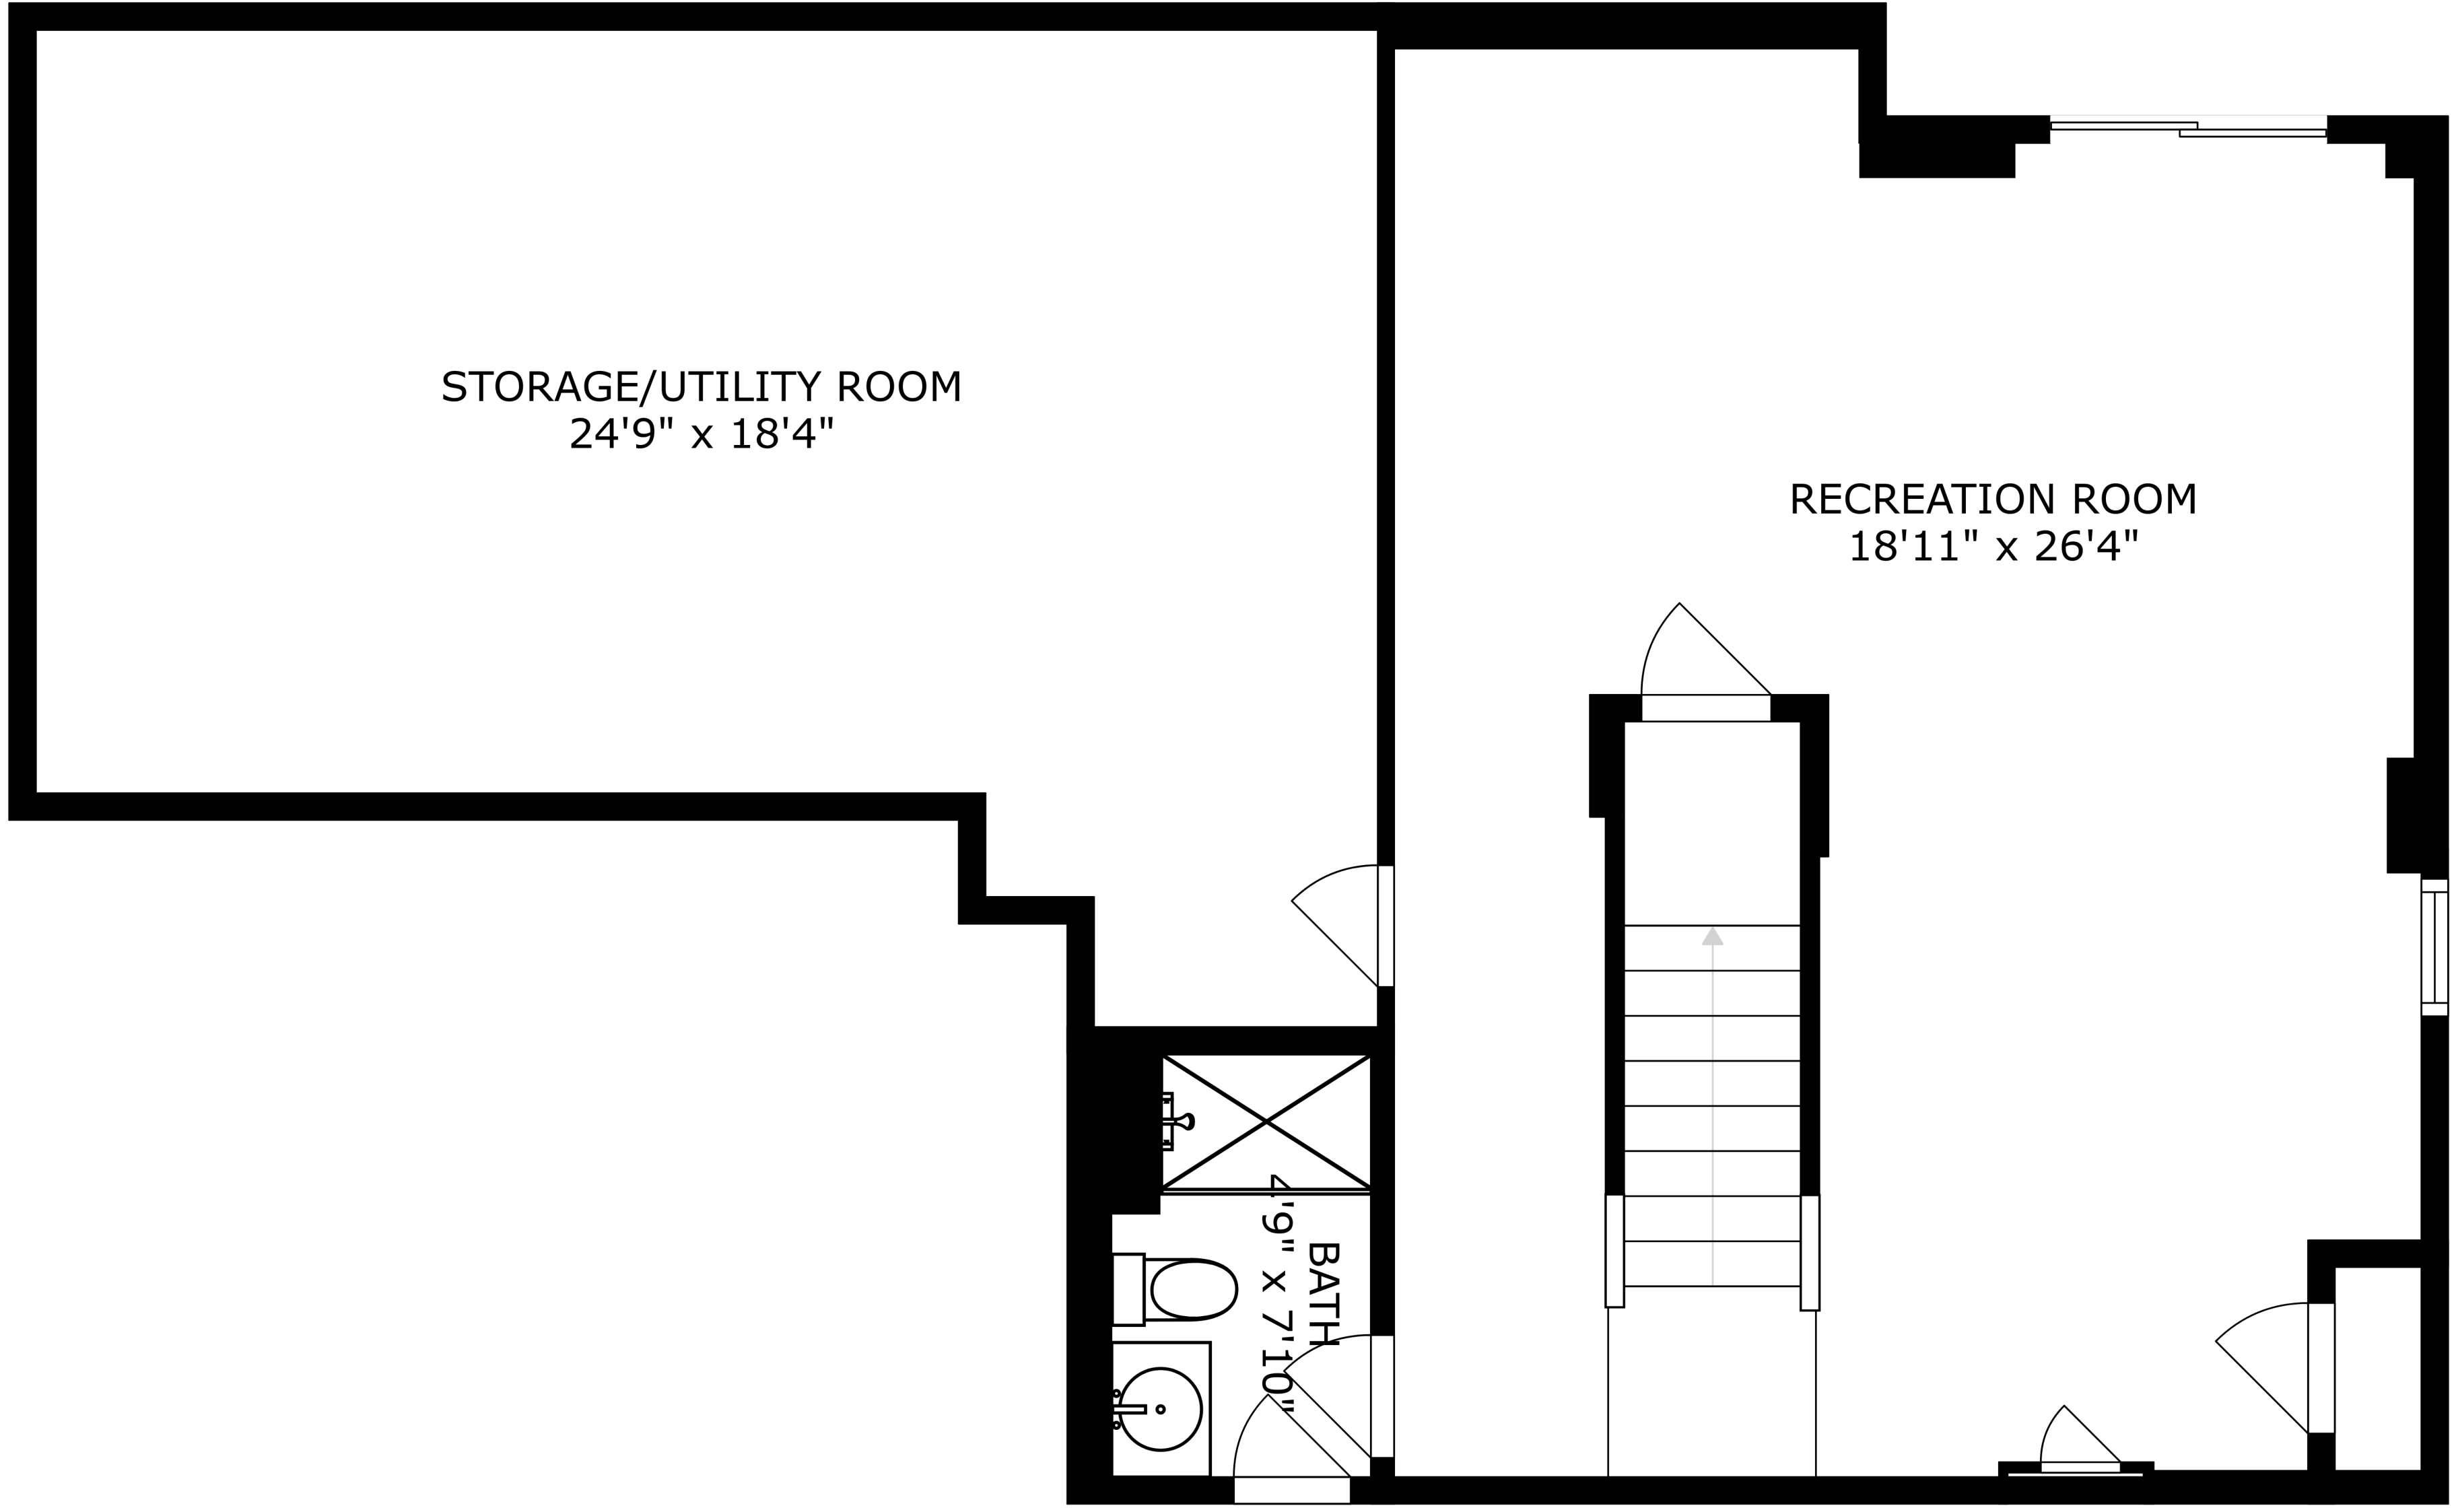 STORAGE/UTILITY ROOM
24'9" x 18'4"
RECREATION ROOM
18'11" x 26'4"
BATH
4'9" x 7'10"